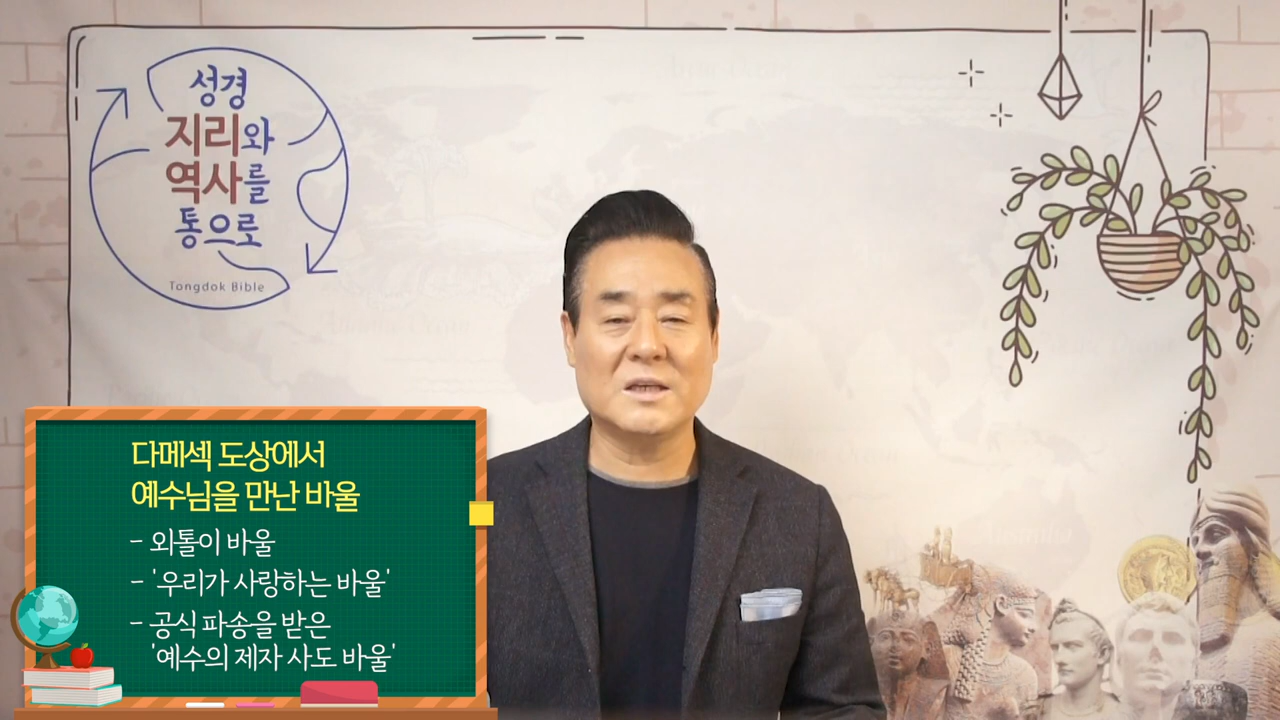 성경
지리와
역사를
통으로
Tongdok Bible
다메섹 도상에서
예수님을 만난 바울
- 외톨이 바울
- '우리가 사랑하는 바울'
- 공식 파송을 받은
'예수의 제자 사도 바울'